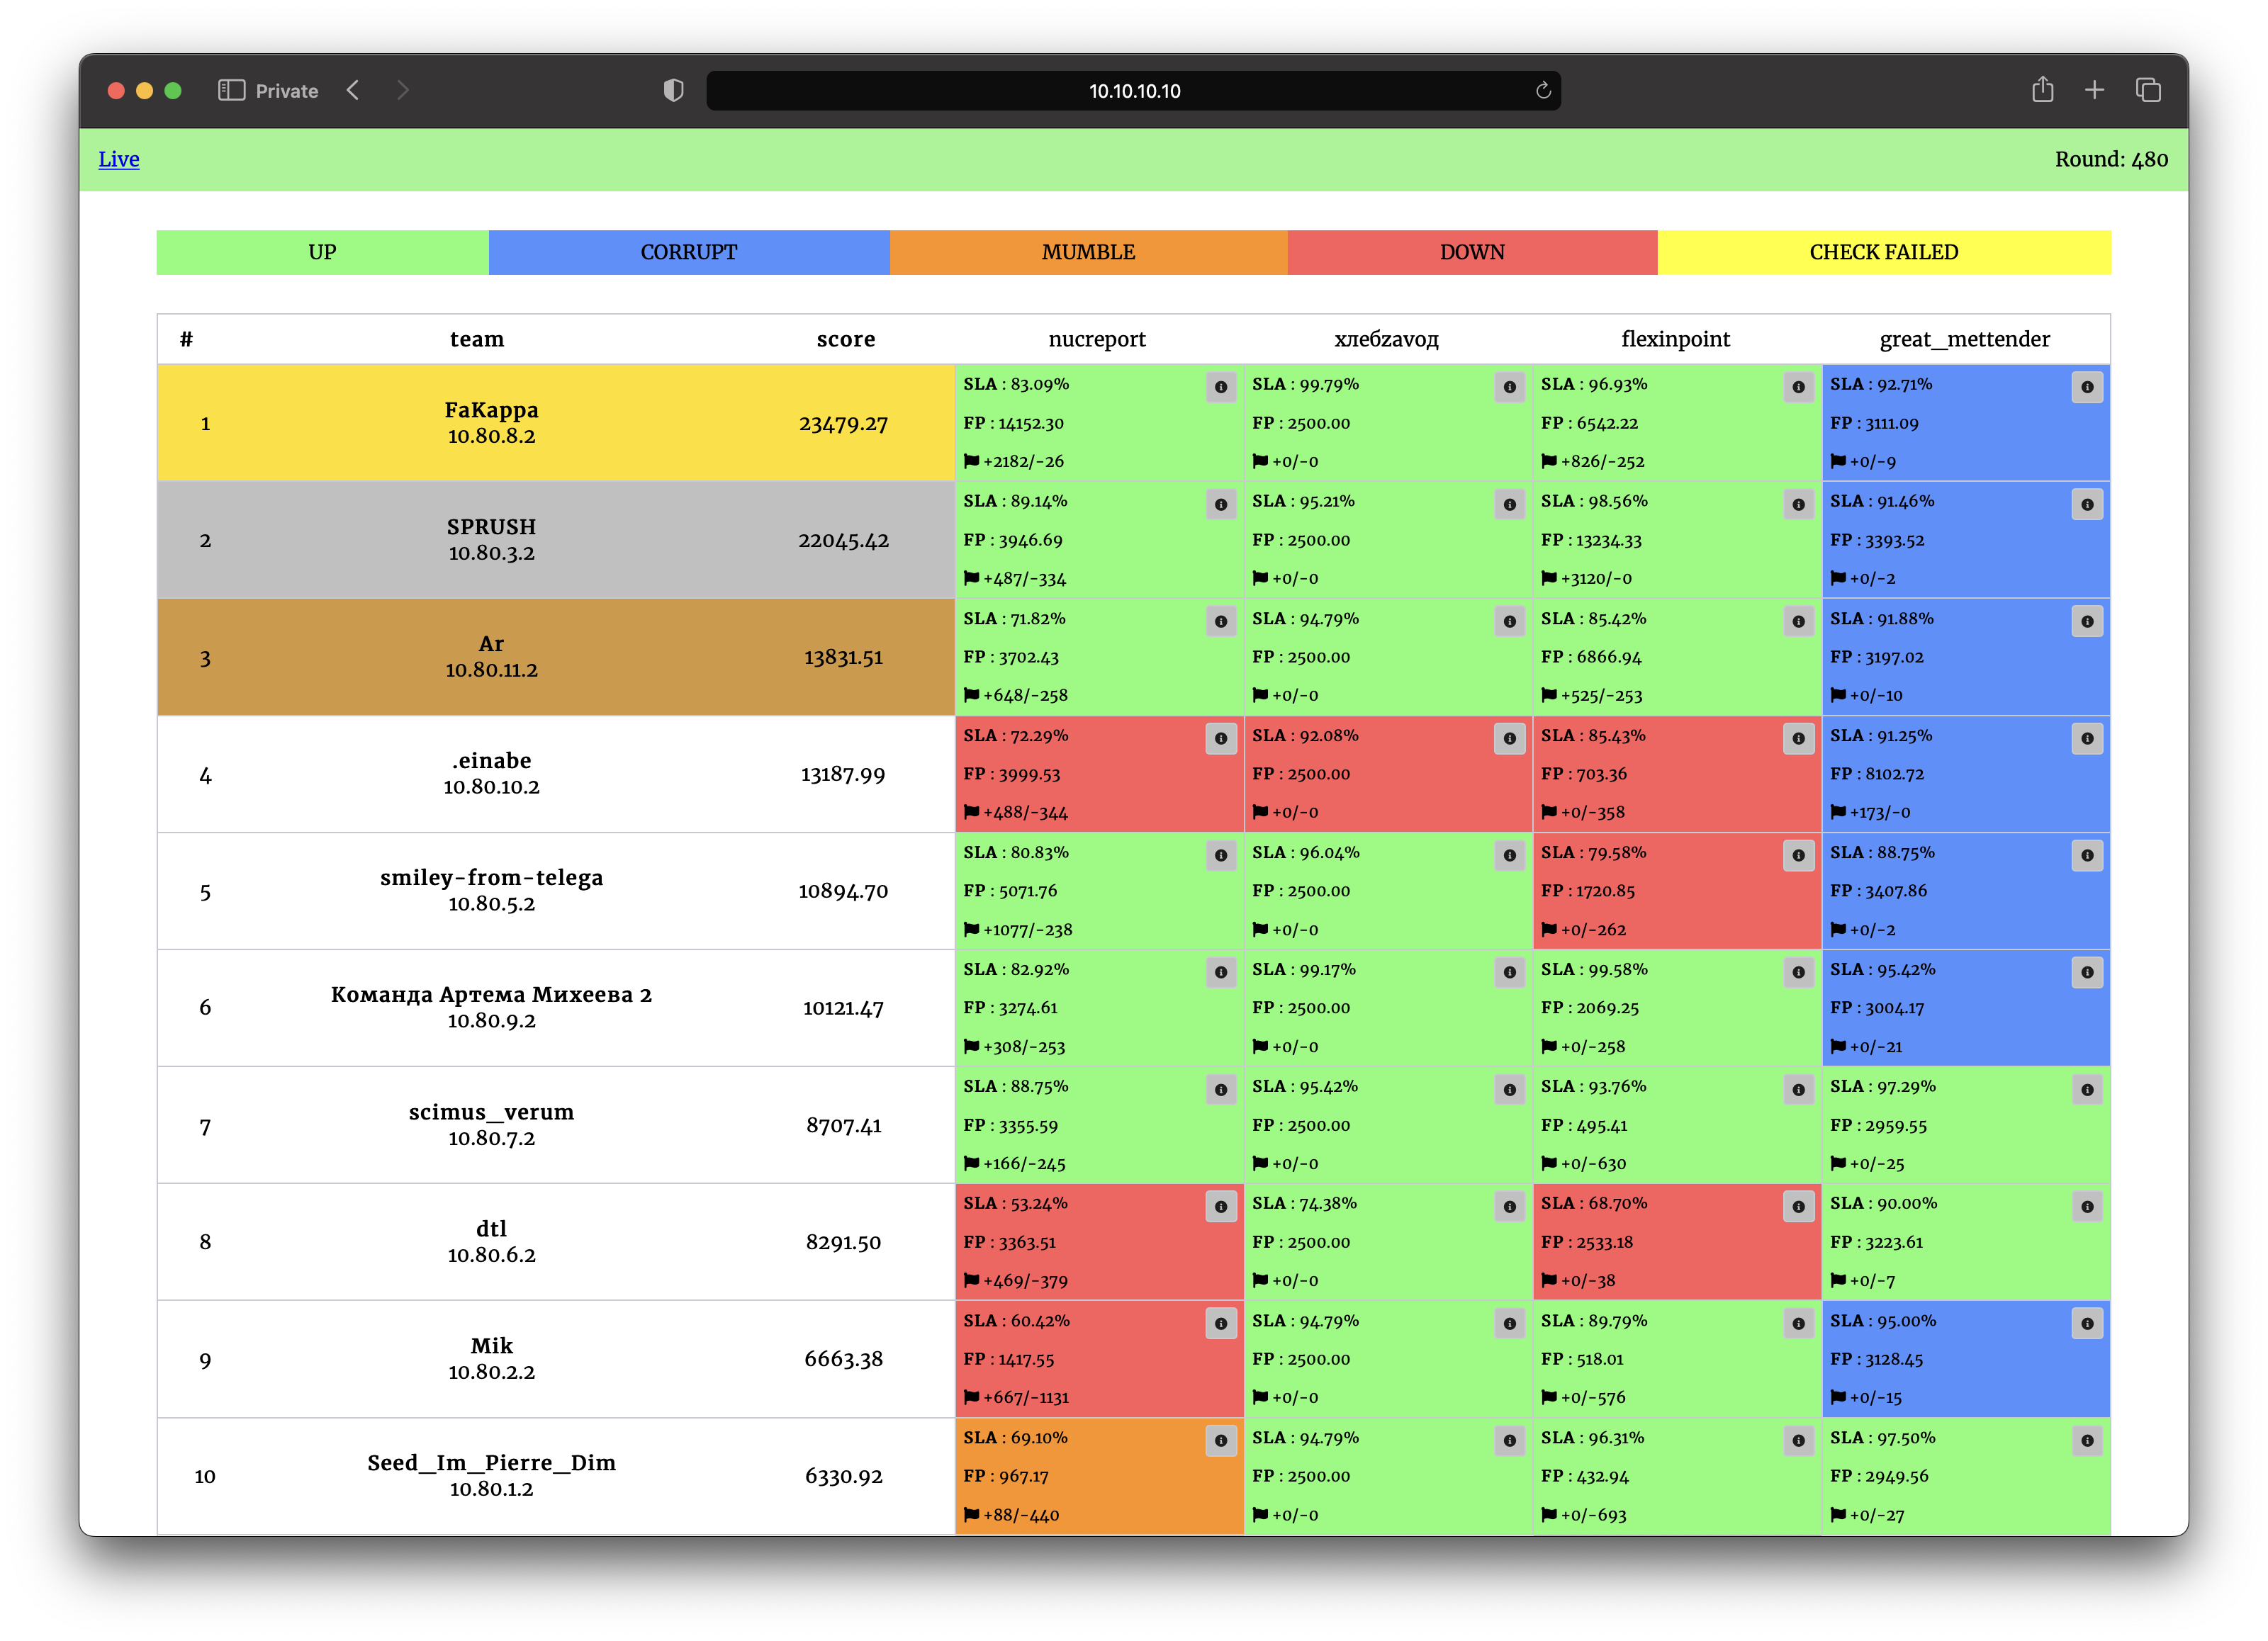 Private
10.10.10.10
Live
Round: 480
UP CORRUPT MUMBLE DOWN CHECK FAILED
# team score nucreport хлебzavод flexinpoint great_mettender
SLA : 83.09% SLA : 99.79% SLA : 96.93% SLA : 92.71%
1 FaKappa 23479.27 FP : 14152.30 FP : 2500.00 FP : 6542.22 FP : 3111.09
10.80.8.2
+2182/-26 +0/-0 +826/-252 +0/-9
SLA : 89.14% SLA : 95.21% SLA : 98.56% SLA : 91.46%
2 SPRUSH 22045.42 FP : 3946.69 FP : 2500.00 FP : 13234.33 FP : 3393.52
10.80.3.2
+487/-334 +0/-0 +3120/-0 +0/-2
SLA : 71.82% SLA : 94.79% SLA : 85.42% SLA : 91.88%
3 Ar 13831.51 FP : 3702.43 FP : 2500.00 FP : 6866.94 FP : 3197.02
10.80.11.2
+648/-258 +0/-0 +525/-253 +0/-10
SLA : 72.29% SLA : 92.08% SLA : 85.43% SLA : 91.25%
4 .einabe 13187.99 FP : 3999.53 FP : 2500.00 FP : 703.36 FP : 8102.72
10.80.10.2
+488/-344 +0/-0 +0/-358 +173/-0
SLA : 80.83% SLA : 96.04% SLA : 79.58% SLA : 88.75%
5 smiley-from-telega 10894.70 FP : 5071.76 FP : 2500.00 FP : 1720.85 FP : 3407.86
10.80.5.2
+1077/-238 +0/-0 +0/-262 +0/-2
SLA : 82.92% SLA : 99.17% SLA : 99.58% SLA : 95.42%
6 Команда Артема Михеева 2 10121.47 FP : 3274.61 FP : 2500.00 FP : 2069.25 FP : 3004.17
10.80.9.2
+308/-253 +0/-0 +0/-258 +0/-21
SLA : 88.75% SLA : 95.42% SLA : 93.76% SLA : 97.29%
7 scimus_verum 8707.41 FP : 3355.59 FP : 2500.00 FP : 495.41 FP : 2959.55
10.80.7.2
+166/-245 +0/-0 +0/-630 +0/-25
SLA : 53.24% SLA : 74.38% SLA : 68.70% SLA : 90.00%
8 dtl 8291.50 FP : 3363.51 FP : 2500.00 FP : 2533.18 FP : 3223.61
10.80.6.2
+469/-379 +0/-0 +0/-38 +0/-7
SLA : 60.42% SLA : 94.79% SLA : 89.79% SLA : 95.00%
9 Mik 6663.38 FP : 1417.55 FP : 2500.00 FP : 518.01 FP : 3128.45
10.80.2.2
+667/-1131 +0/-0 +0/-576 +0/-15
SLA : 69.10% SLA : 94.79% SLA : 96.31% SLA : 97.50%
10 Seed_Im_Pierre_Dim 6330.92 FP : 967.17 FP : 2500.00 FP : 432.94 FP : 2949.56
10.80.1.2
+88/-440 +0/-0 +0/-693 +0/-27